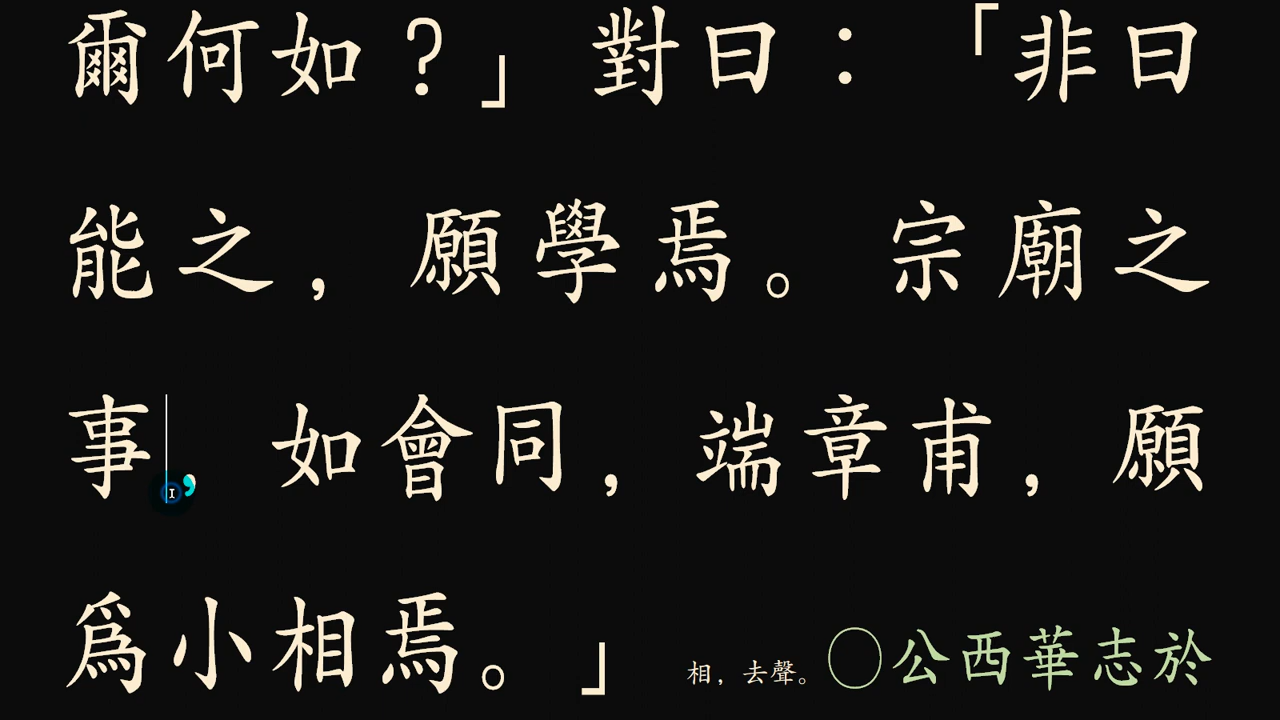 爾何如？」對曰：「非曰
能之，願學焉。宗廟之
事，如會同，端章甫，願
爲小相焉。」相，去聲。〇公西華志於